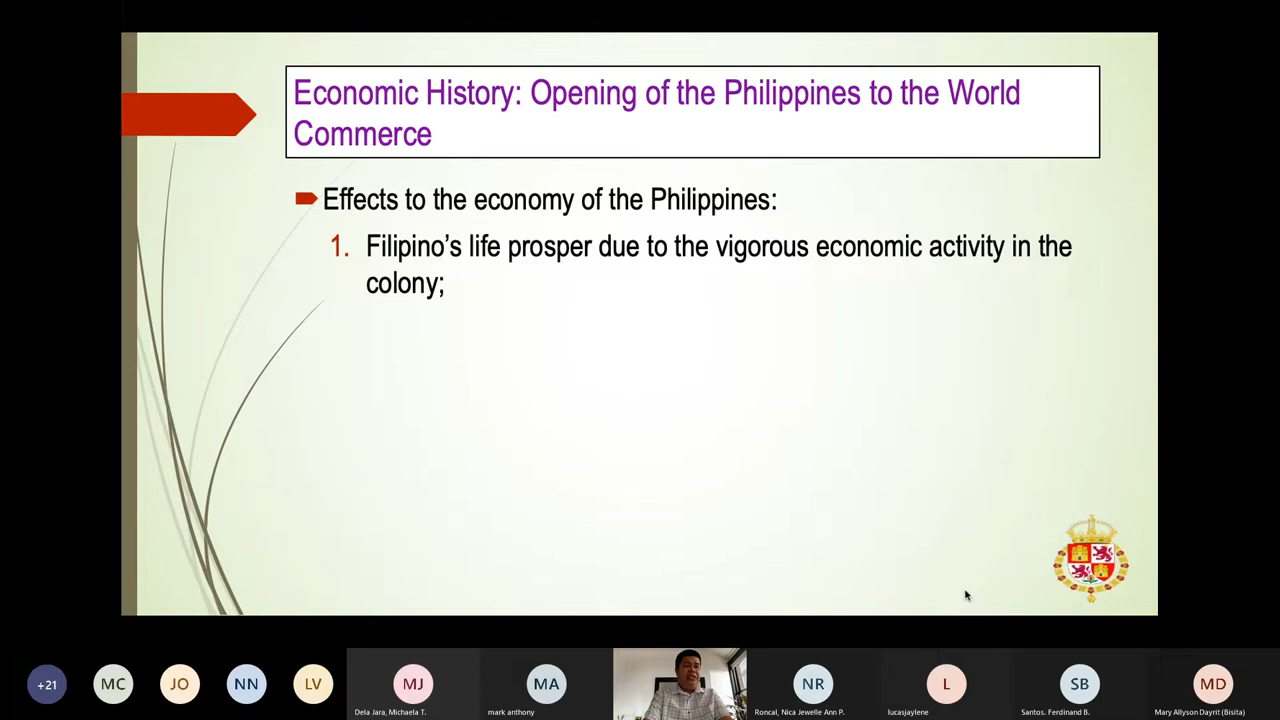 Economic History: Opening of the Philippines to the World
Commerce
Effects to the economy of the Philippines:
1. Filipino's life prosper due to the vigorous economic activity in the
colony;
+21
MC
JO
NN
LV
MJ
Dela Jara, Michaela T.
MA
mark anthony
NR
Roncal, Nica Jewelle Ann P.
L
lucasjaylene
SB
Santos. Ferdinand B.
MD
Mary Allyson Dayrit (Bisita)